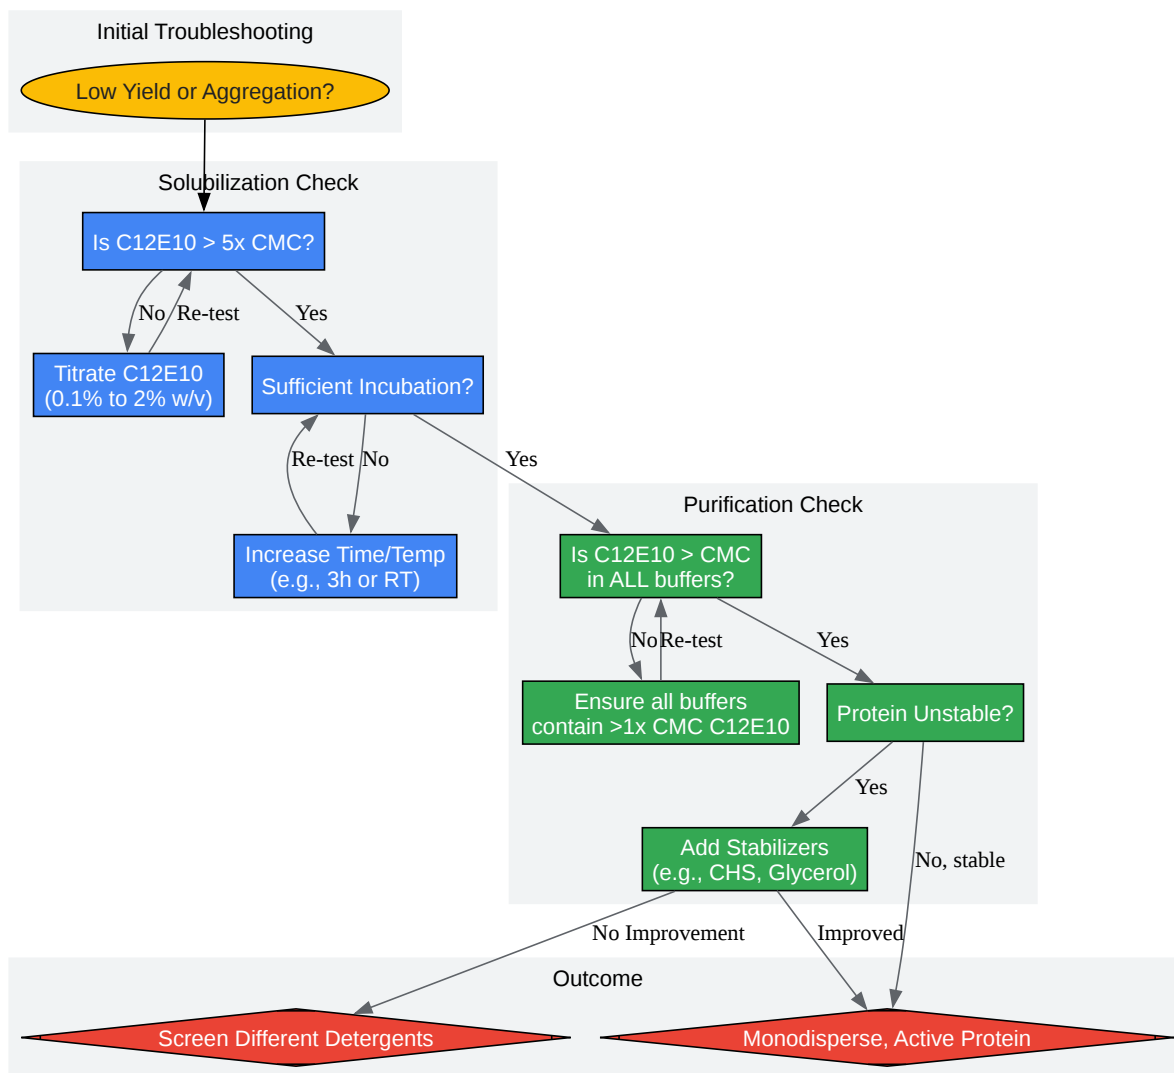 Initial Troubleshooting
Low Yield or Aggregation?
Solubilization Check
Is C12E10 > 5x CMC?
No
Re-test
Yes
Titrate C12E10
(0.1% to 2% w/v)
Sufficient Incubation?
Re-test
No
Yes
Increase Time/Temp
(e.g., 3h or RT)
Purification Check
Is C12E10 > CMC
in ALL buffers?
No
Re-test
Yes
Ensure all buffers
contain >1x CMC C12E10
Protein Unstable?
Yes
No, stable
Add Stabilizers
(e.g., CHS, Glycerol)
No Improvement
Improved
Outcome
Screen Different Detergents
Monodisperse, Active Protein